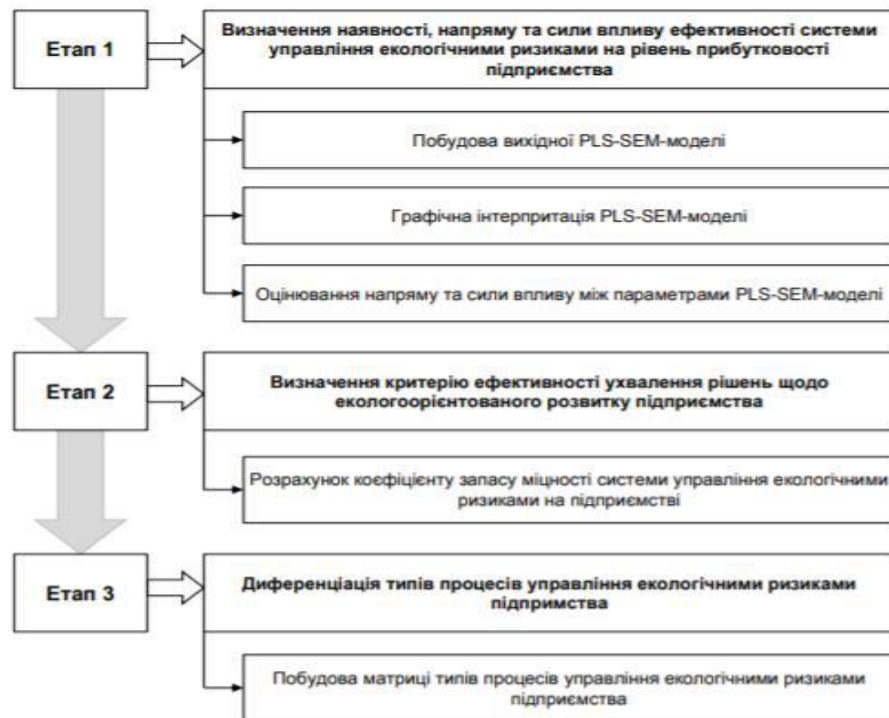 Етап 1
Визначення наявності, напряму та сили впливу ефективності системи
управління екологічними ризиками на рівень прибутковості
підприємства
Побудова вихідної PLS-SEM-моделі
Графічна інтерпритація PLS-SEM-моделі
Оцінювання напряму та сили впливу між параметрами PLS-SEM-моделі
Етап 2
Визначення критерію ефективності ухвалення рішень щодо
екологоорієнтованого розвитку підприємства
Розрахунок коефіцієнту запасу міцності системи управління екологічними
ризиками на підприємстві
Етап 3
Диференціація типів процесів управління екологічними ризиками
підпримства
Побудова матриці типів процесів управління екологічними ризиками
підприємства